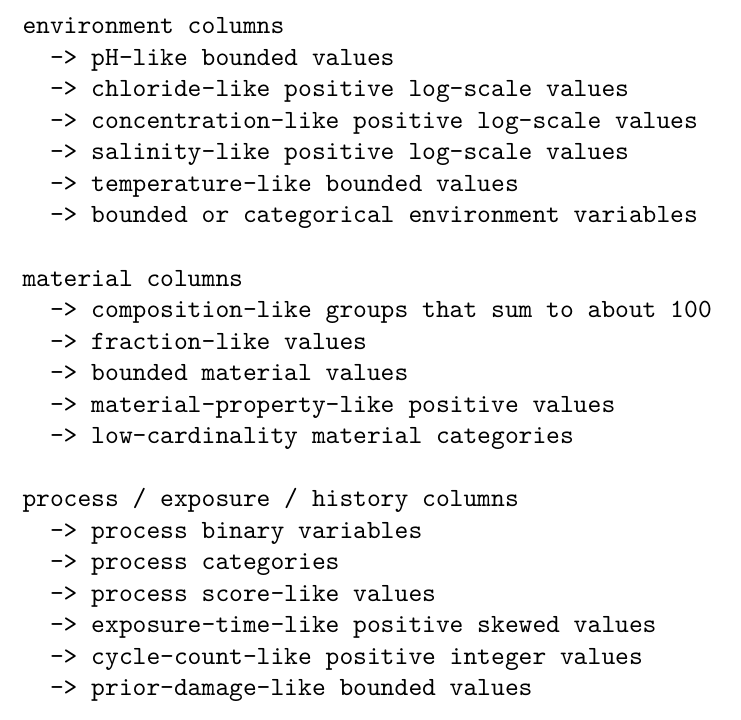 environment columns
  -> pH-like bounded values
  -> chloride-like positive log-scale values
  -> concentration-like positive log-scale values
  -> salinity-like positive log-scale values
  -> temperature-like bounded values
  -> bounded or categorical environment variables

material columns
  -> composition-like groups that sum to about 100
  -> fraction-like values
  -> bounded material values
  -> material-property-like positive values
  -> low-cardinality material categories

process / exposure / history columns
  -> process binary variables
  -> process categories
  -> process score-like values
  -> exposure-time-like positive skewed values
  -> cycle-count-like positive integer values
  -> prior-damage-like bounded values